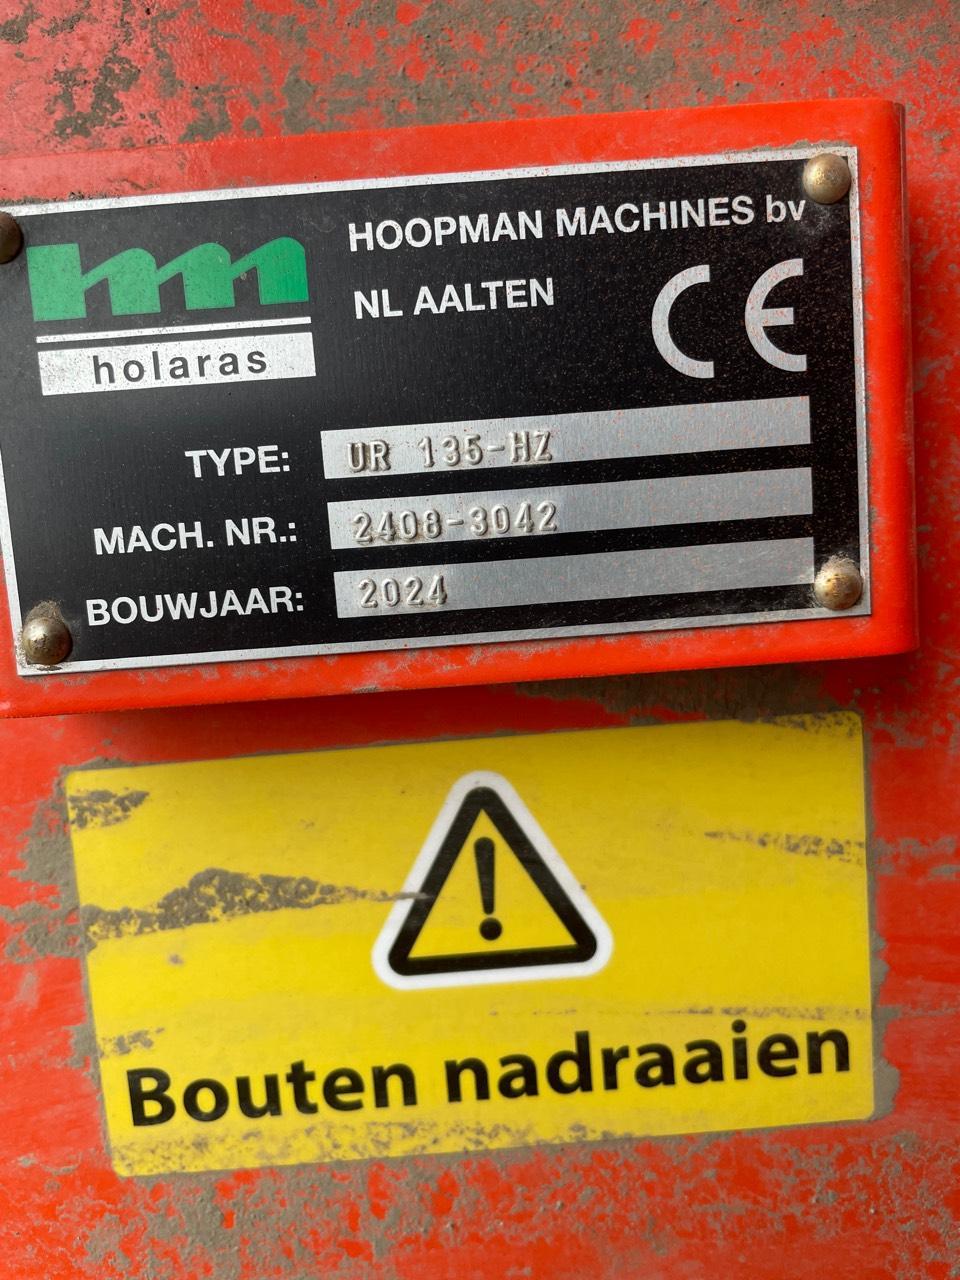 HOOPMAN MACHINES bv
NL AALTEN
CE
hm
holaras
TYPE: UR 135-HZ
MACH. NR.: 2408-3042
BOUWJAAR: 2024
Bouten nadraaien